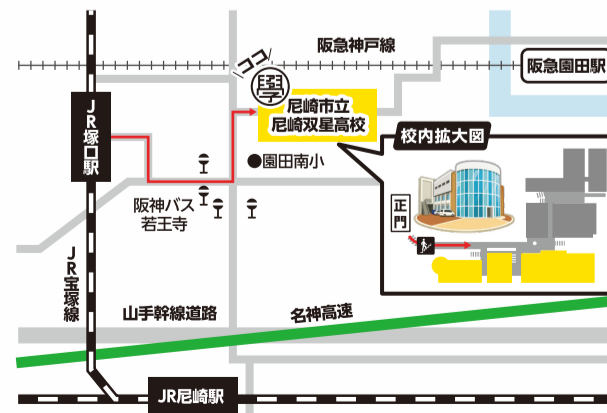 阪急神戸線
ココ
阪急園田駅
尼崎市立
尼崎双星高校
校内拡大図
JR塚口駅
園田南小
正門
阪神バス
若王寺
JR宝塚線
山手幹線道路
名神高速
JR尼崎駅